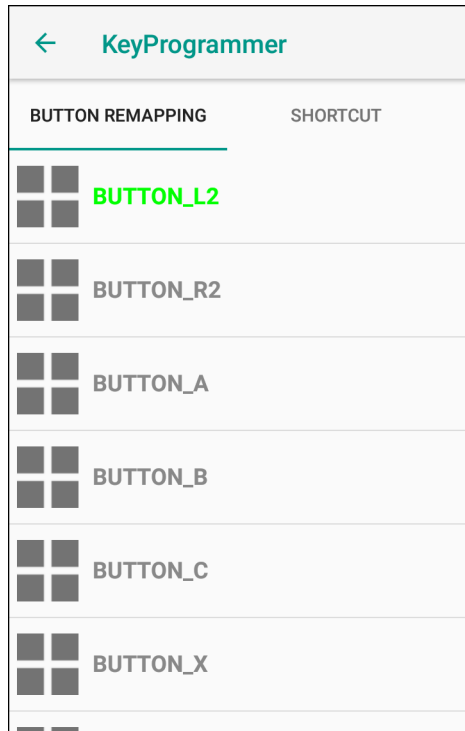 KeyProgrammer
BUTTON REMAPPING SHORTCUT
BUTTON_L2
BUTTON_R2
BUTTON_A
BUTTON_B
BUTTON_C
BUTTON_X